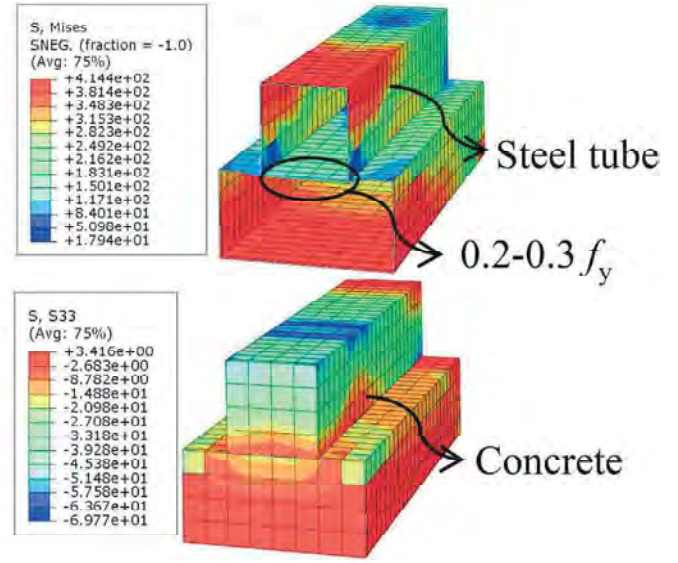 S, Mises
SNEG, (fraction = -1.0)
(Avg: 75%)
+4.144e+02
+3.814e+02
+3.483e+02
+3.153e+02
+2.823e+02
+2.492e+02
+2.162e+02
+1.831e+02
+1.501e+02
+1.171e+02
+8.401e+01
+5.098e+01
+1.794e+01
Steel tube
0.2-0.3 fy
S, S33
(Avg: 75%)
+3.416e+00
-2.683e+00
-8.782e+00
-1.488e+01
-2.098e+01
-2.708e+01
-3.318e+01
-3.928e+01
-4.538e+01
-5.148e+01
-5.758e+01
-6.367e+01
-6.977e+01
Concrete